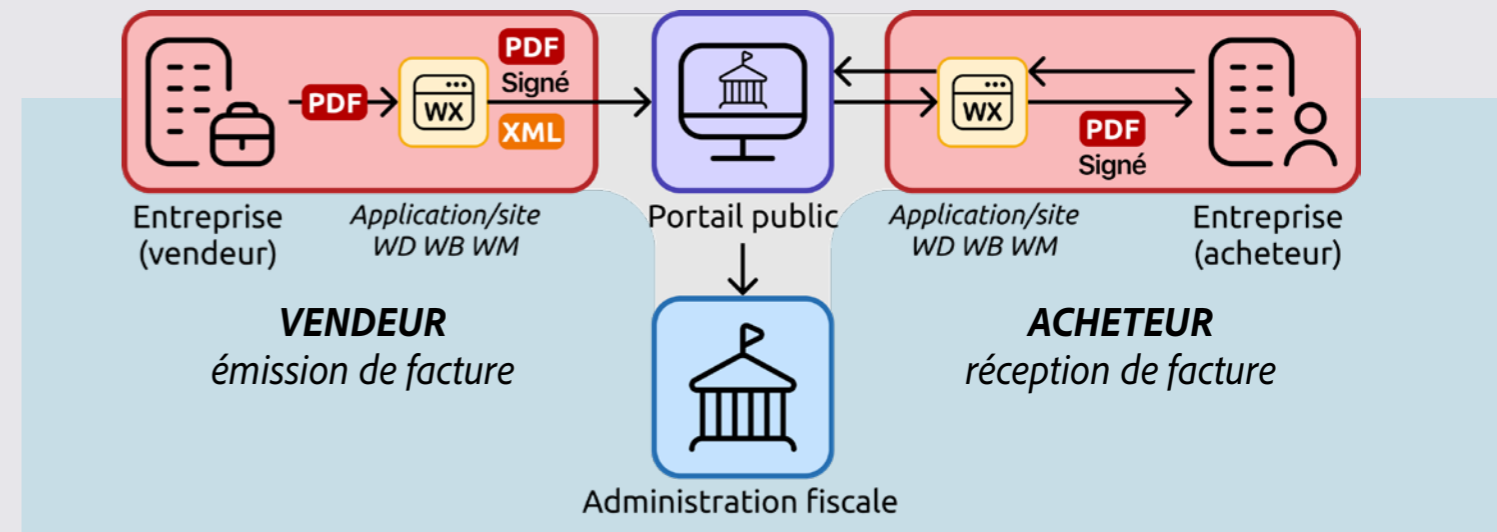 PDF
Signé
XML
PDF
WX
WX
PDF
Signé
Entreprise
(vendeur)
Application/site
WD WB WM
Portail public
Application/site
WD WB WM
Entreprise
(acheteur)
VENDEUR
émission de facture
ACHETEUR
réception de facture
Administration fiscale